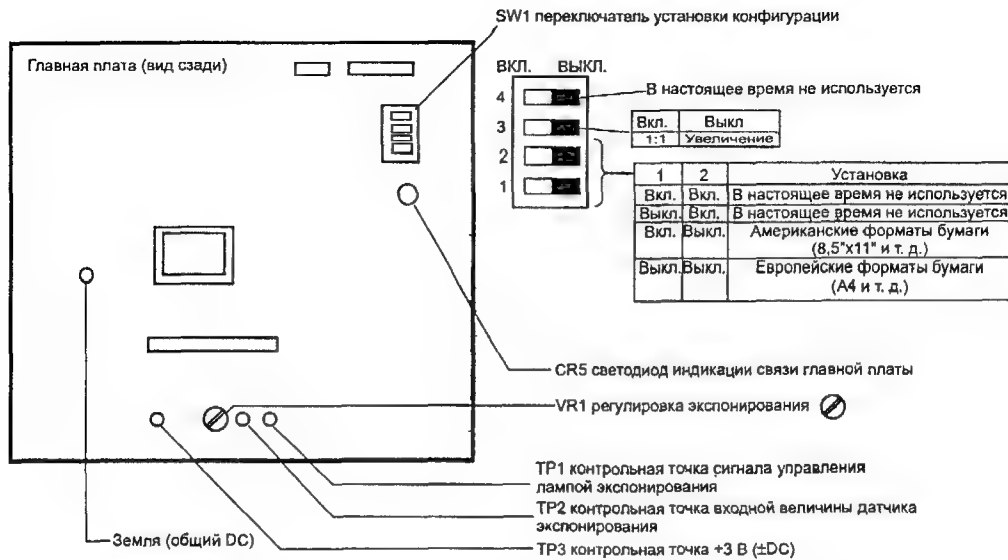 SW1 переключатель установки конфигурации
Главная плата (вид сзади)
ВКЛ. ВЫКЛ.
4
В настоящее время не используется
3
Вкл. Выкл
1:1 Увеличение
2
1
1 2 Установка
Вкл. Вкл. В настоящее время не используется
Выкл. Вкл. В настоящее время не используется
Вкл. Выкл. Американские форматы бумаги
(8,5"x11" и т. д.)
Выкл. Выкл. Европейские форматы бумаги
(А4 и т. д.)
CR5 светодиод индикации связи главной платы
VR1 регулировка экспонирования
TP1 контрольная точка сигнала управления
лампой экспонирования
TP2 контрольная точка входной величины датчика
экспонирования
Земля (общий DC)
TP3 контрольная точка +3 В (±DC)